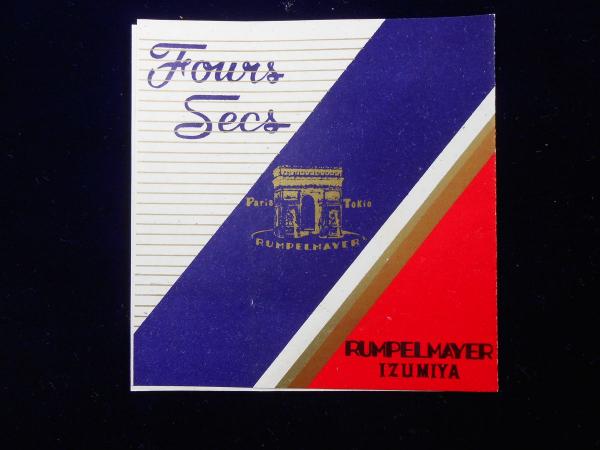 Fours
Secs
Paris Tokio
RUMPELMAYER
RUMPELMAYER
IZUMIYA